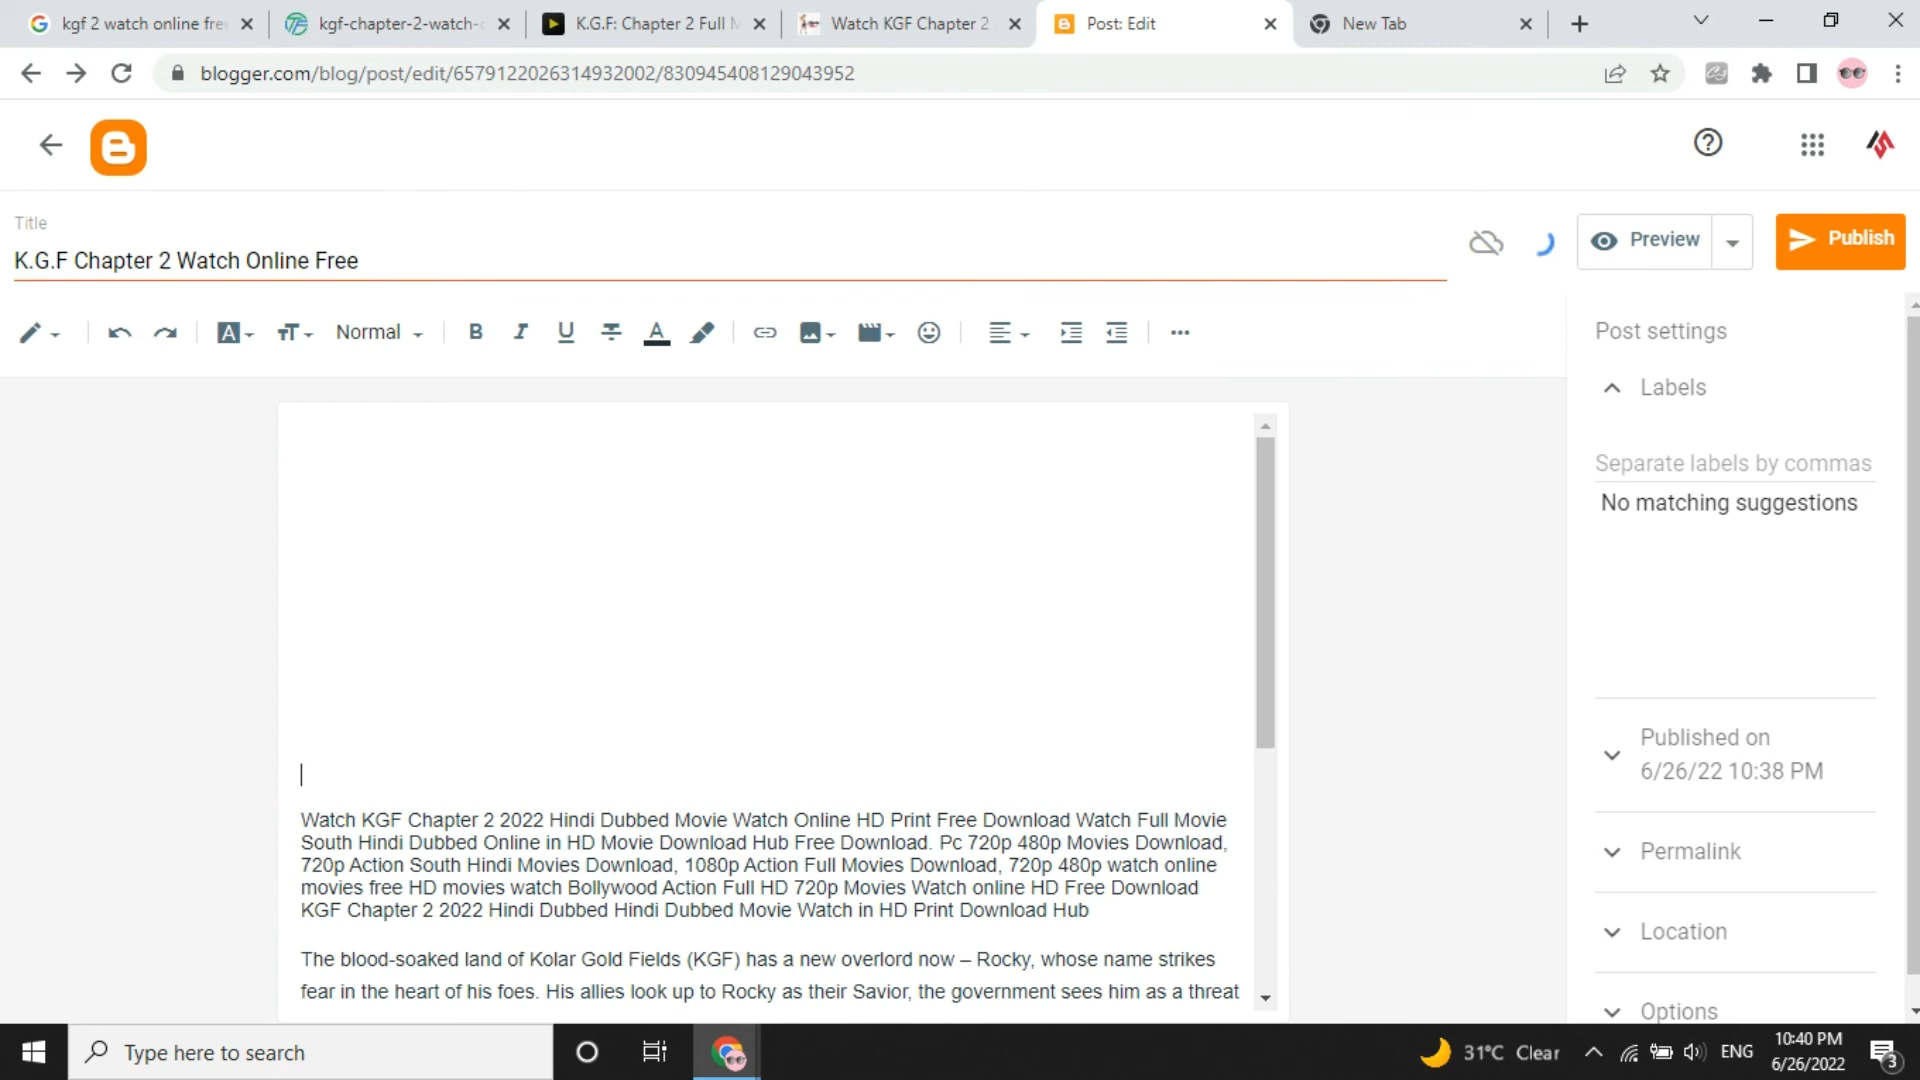 kgf 2 watch online fre
kgf-chapter-2-watch-
K.G.F: Chapter 2 Full
Watch KGF Chapter 2
Post: Edit
New Tab
blogger.com/blog/post/edit/6579122026314932002/830945408129043952
Title
K.G.F Chapter 2 Watch Online Free
Preview
Publish
Normal
Post settings
Labels
Separate labels by commas
No matching suggestions
Published on
6/26/22 10:38 PM
Permalink
Location
Options
Watch KGF Chapter 2 2022 Hindi Dubbed Movie Watch Online HD Print Free Download Watch Full Movie
South Hindi Dubbed Online in HD Movie Download Hub Free Download. Pc 720p 480p Movies Download,
720p Action South Hindi Movies Download, 1080p Action Full Movies Download, 720p 480p watch online
movies free HD movies watch Bollywood Action Full HD 720p Movies Watch online HD Free Download
KGF Chapter 2 2022 Hindi Dubbed Hindi Dubbed Movie Watch in HD Print Download Hub
The blood-soaked land of Kolar Gold Fields (KGF) has a new overlord now – Rocky, whose name strikes
fear in the heart of his foes. His allies look up to Rocky as their Savior, the government sees him as a threat
Type here to search
31°C Clear
ENG
10:40 PM
6/26/2022
3